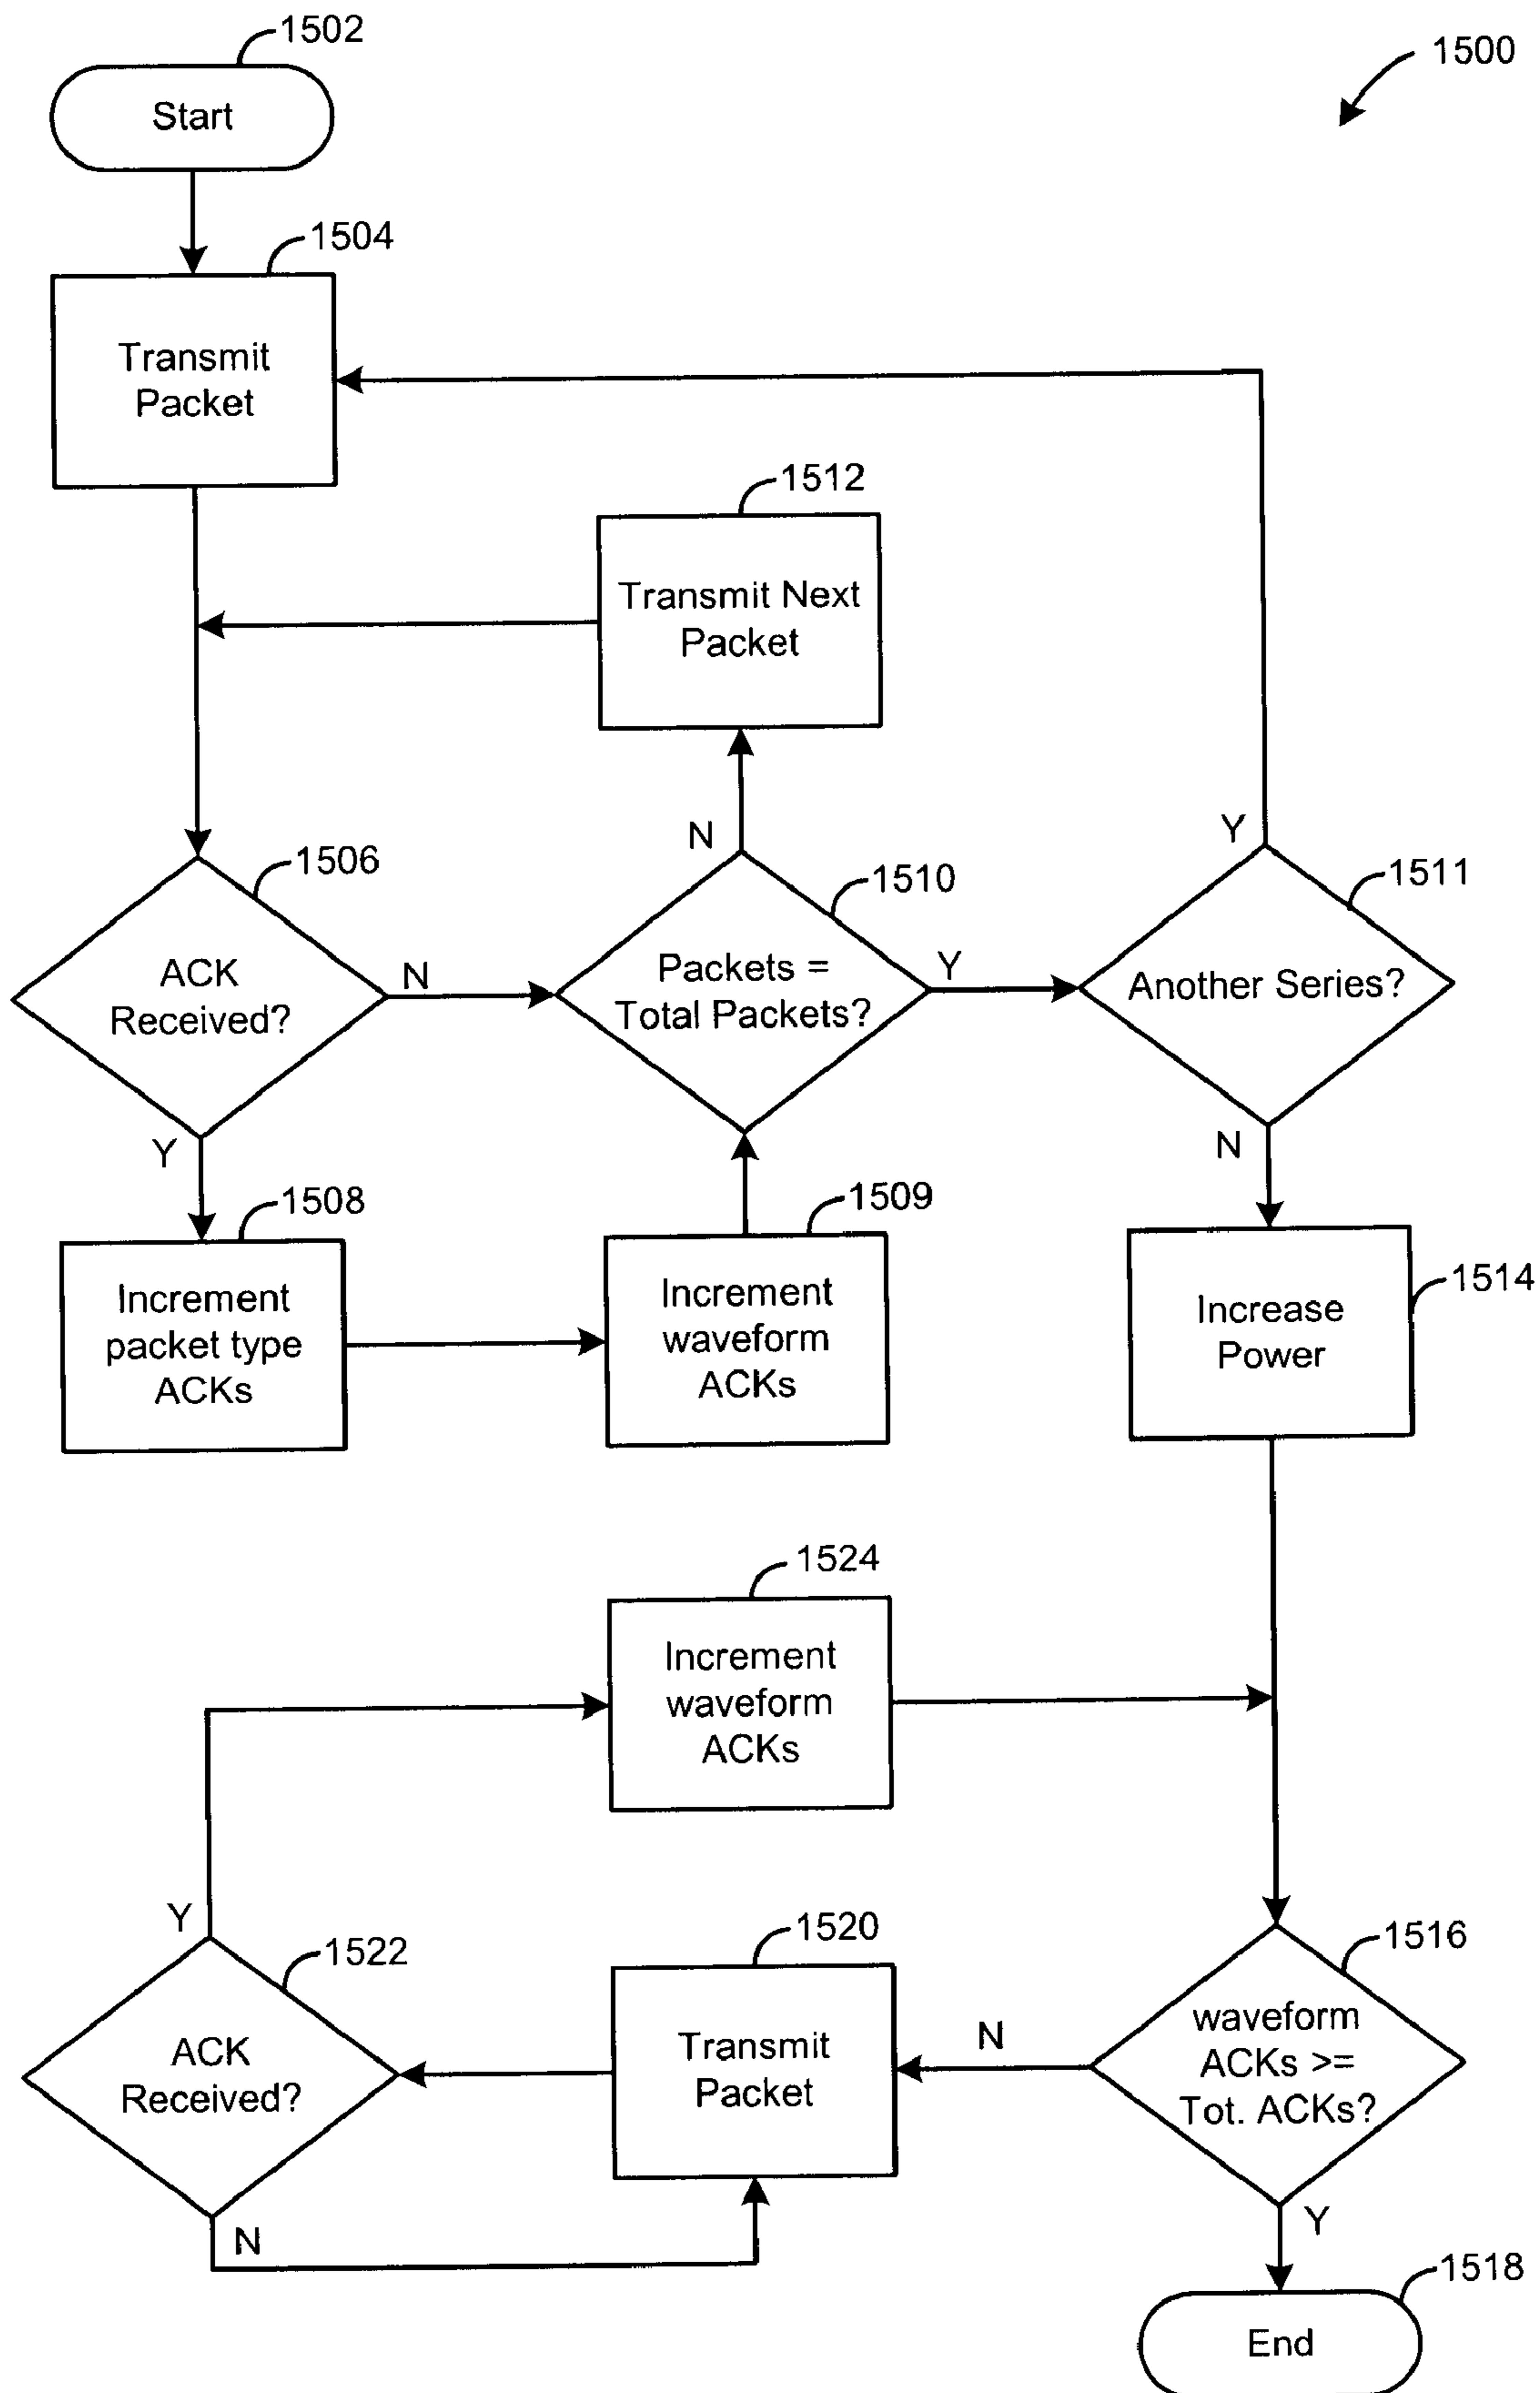 1502
1500
Start
1504
Transmit
Packet
1512
Transmit Next
Packet
N
Y
1506
1510
1511
ACK
Received?
N
Packets =
Total Packets?
Y
Another Series?
Y
N
1508
1509
Increment
packet type
ACKs
Increment
waveform
ACKs
1514
Increase
Power
1524
Increment
waveform
ACKs
Y
1522
1520
1516
ACK
Received?
Transmit
Packet
N
waveform
ACKs >=
Tot. ACKs?
N
Y
1518
End